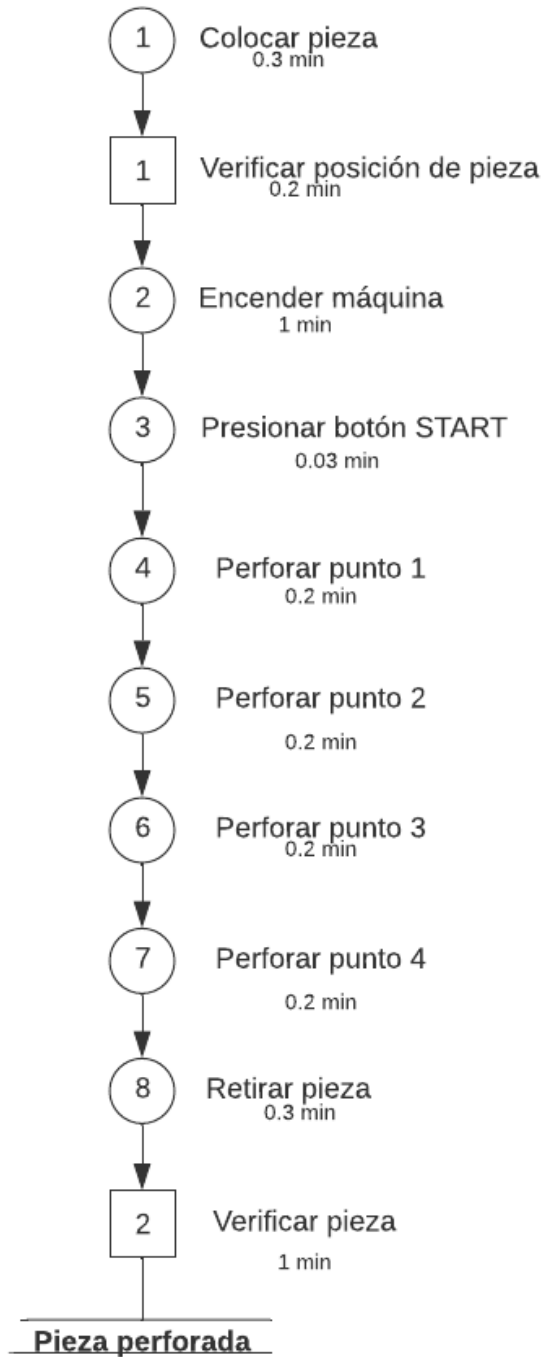 1 Colocar pieza
0.3 min
1 Verificar posición de pieza
0.2 min
2 Encender máquina
1 min
3 Presionar botón START
0.03 min
4 Perforar punto 1
0.2 min
5 Perforar punto 2
0.2 min
6 Perforar punto 3
0.2 min
7 Perforar punto 4
0.2 min
8 Retirar pieza
0.3 min
2 Verificar pieza
1 min
Pieza perforada